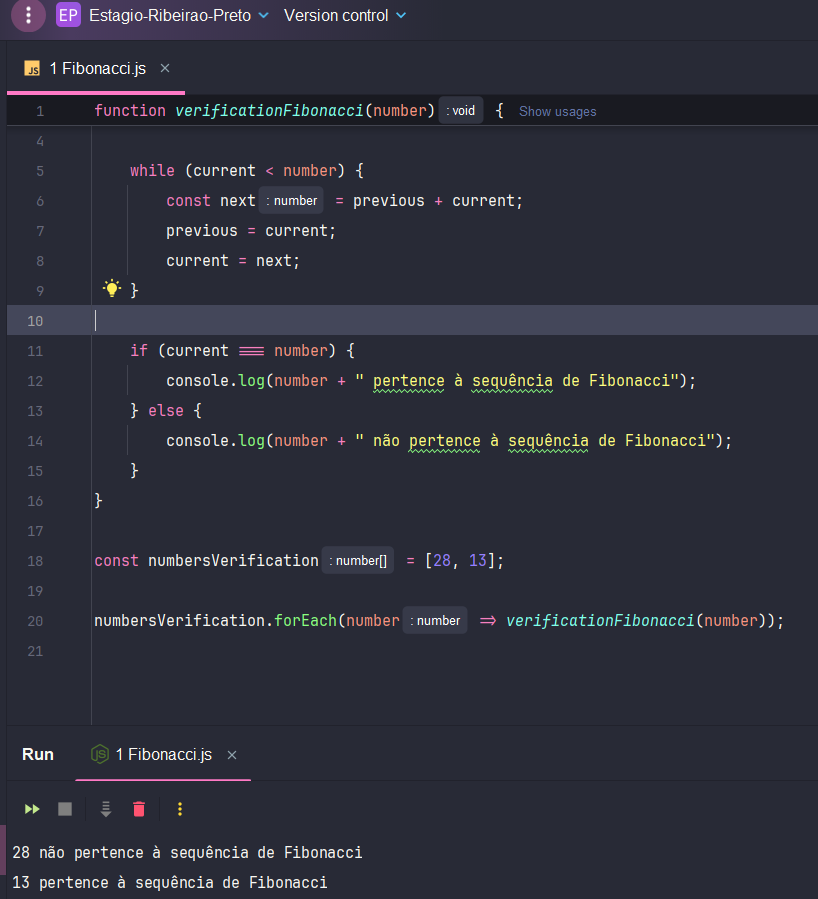 EP Estagio-Ribeirao-Preto Version control
JS 1 Fibonacci.js ×
1 function verificationFibonacci(number) : void { Show usages
4
5 while (current < number) {
6 const next : number = previous + current;
7 previous = current;
8 current = next;
9 }
10
11 if (current === number) {
12 console.log(number + " pertence à sequência de Fibonacci");
13 } else {
14 console.log(number + " não pertence à sequência de Fibonacci");
15 }
16 }
17
18 const numbersVerification : number[] = [28, 13];
19
20 numbersVerification.forEach(number : number => verificationFibonacci(number));
21
Run JS 1 Fibonacci.js ×
28 não pertence à sequência de Fibonacci
13 pertence à sequência de Fibonacci